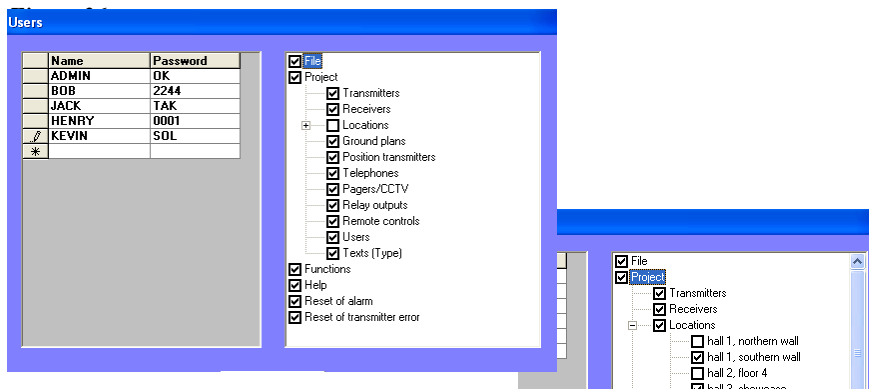 Users
Name Password
ADMIN OK
BOB 2244
JACK TAK
HENRY 0001
KEVIN SOL
File
Project
Transmitters
Receivers
Locations
Ground plans
Position transmitters
Telephones
Pagers/CCTV
Relay outputs
Remote controls
Users
Texts (Type)
Functions
Help
Reset of alarm
Reset of transmitter error
File
Project
Transmitters
Receivers
Locations
hall 1, northern wall
hall 1, southern wall
hall 2, floor 4
hall 3, showcase